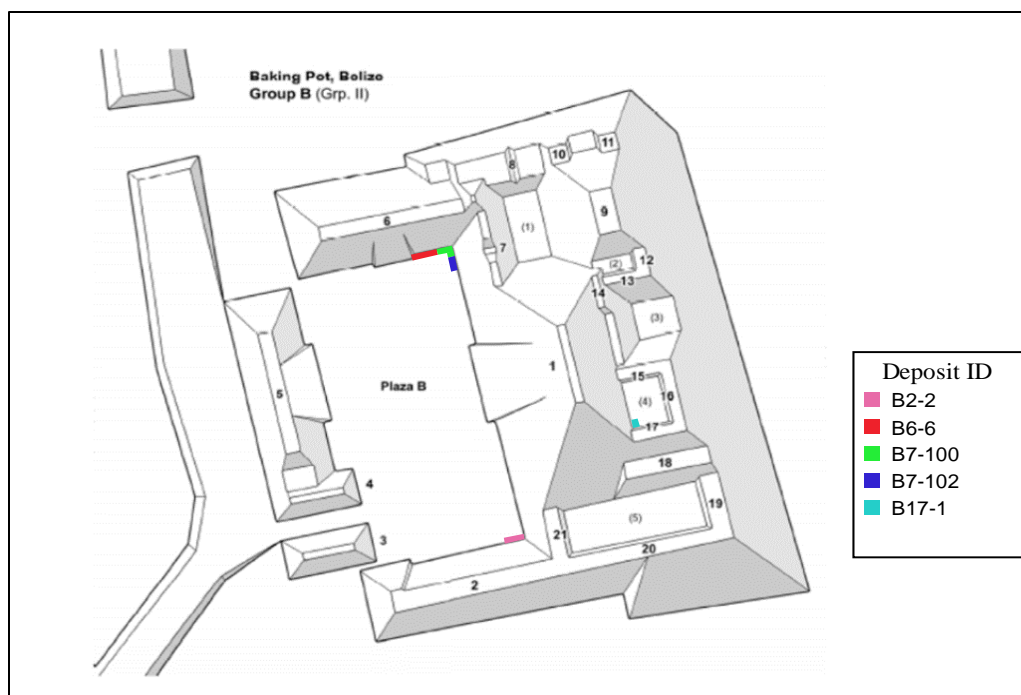 Baking Pot, Belize
Group B (Grp. II)
11
10
8
9
6
(1)
7
12
(2)
13
14
(3)
1
15
Plaza B
5
16
(4)
17
18
4
19
(5)
21
3
20
2
Deposit ID
B2-2
B6-6
B7-100
B7-102
B17-1